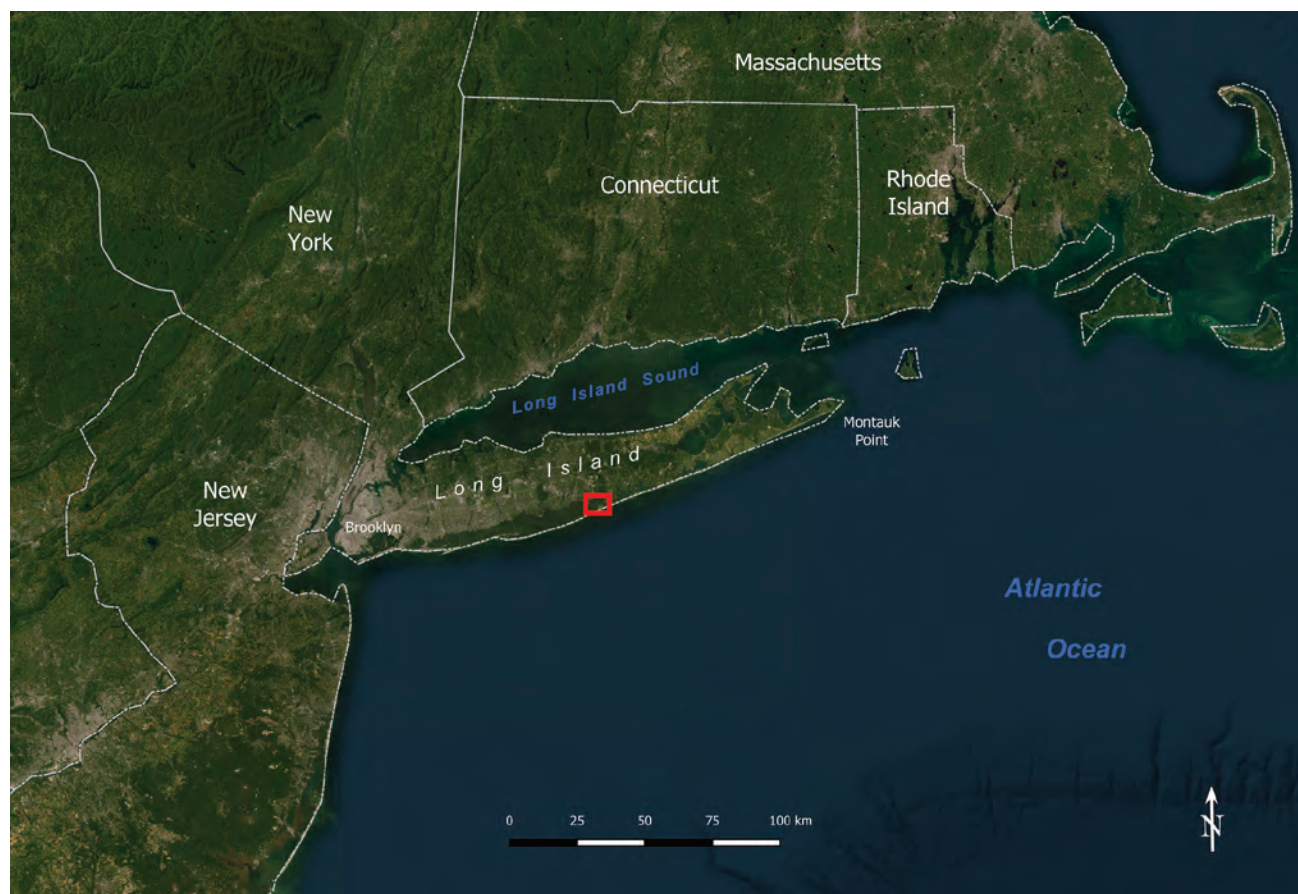 Massachusetts
Connecticut
Rhode
Island
New
York
Long Island Sound
Montauk
Point
Long Island
New
Jersey
Brooklyn
Atlantic
Ocean
0 25 50 75 100 km
N